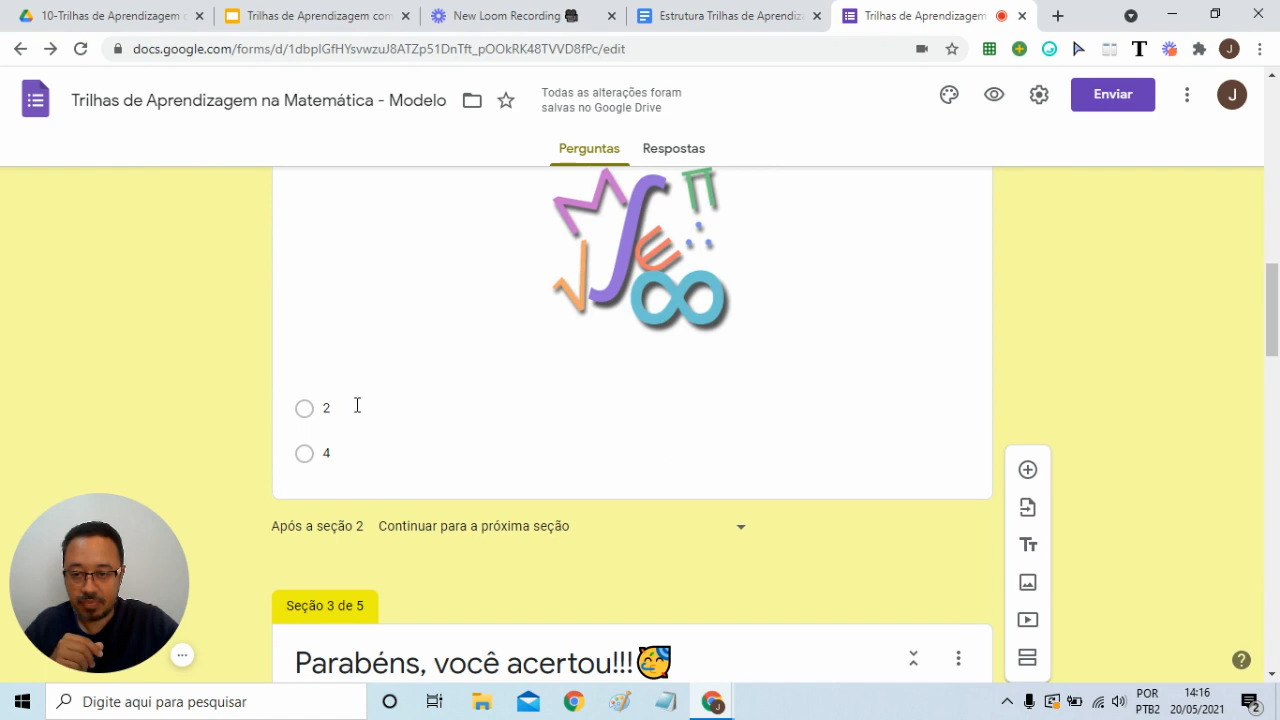 10-Trilhas de Aprendizagem c
Trilhas de Aprendizagem com
New Loom Recording
Estrutura Trilhas de Aprendiza
Trilhas de Aprendizagem
docs.google.com/forms/d/1dbpIGfHYsvwzuJ8ATZp51DnTft_pOOkRK48TVVD8fPc/edit
Trilhas de Aprendizagem na Matemática - Modelo
Todas as alterações foram
salvas no Google Drive
Enviar
J
Perguntas
Respostas
2
4
Após a seção 2 Continuar para a próxima seção
Seção 3 de 5
Parabéns, você acertou!!!🥳
Digite aqui para pesquisar
POR
PTB2
14:16
20/05/2021
2